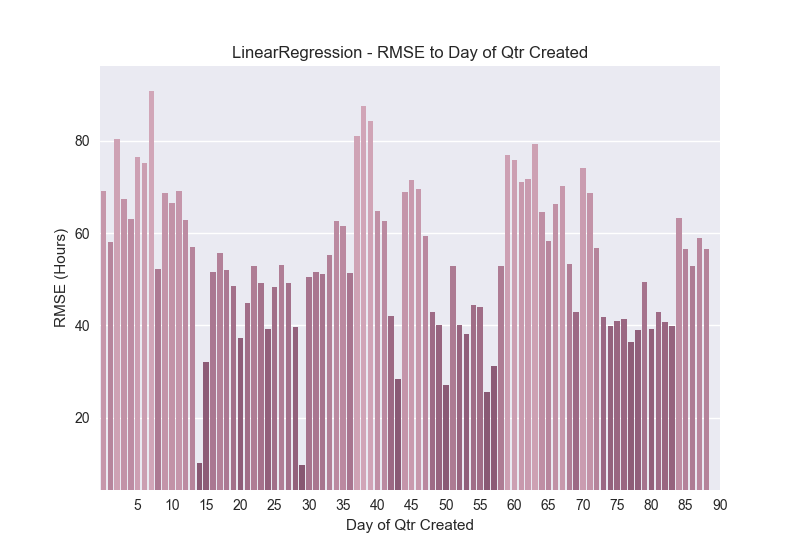 LinearRegression - RMSE to Day of Qtr Created
80
60
40
20
RMSE (Hours)
5 10 15 20 25 30 35 40 45 50 55 60 65 70 75 80 85 90
Day of Qtr Created